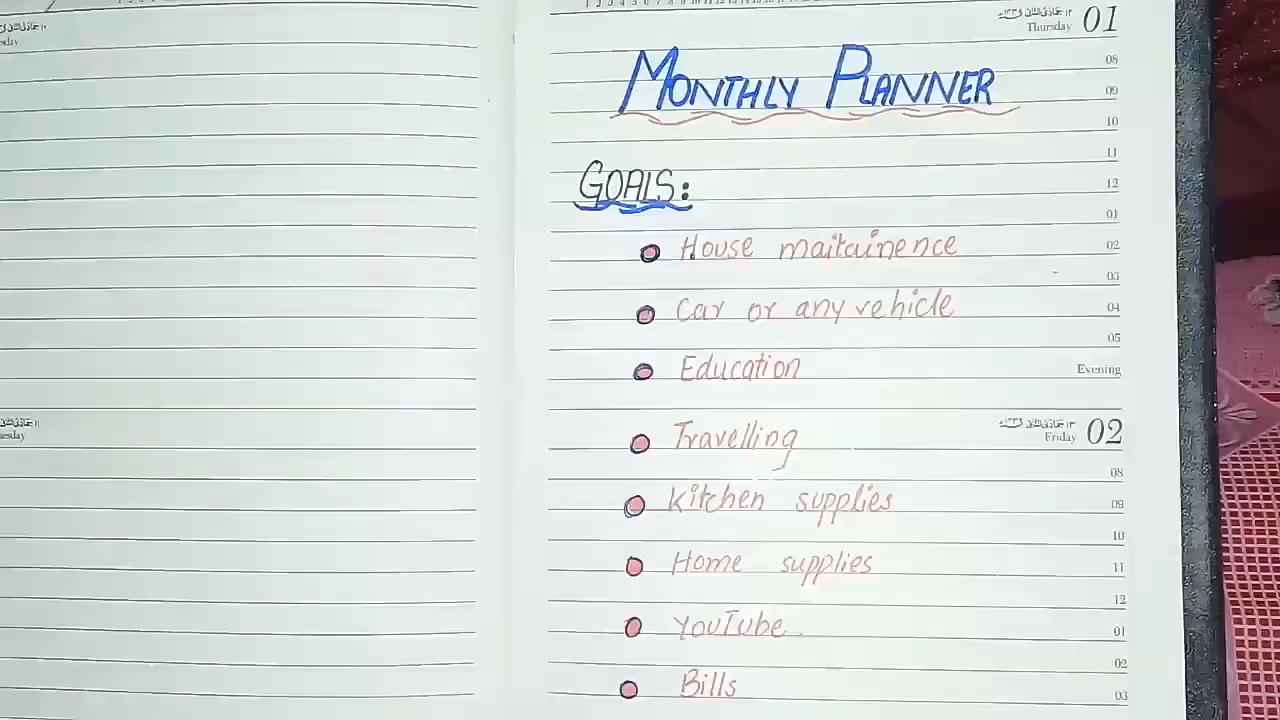 Thursday 01
MONTHLY PLANNER
08
09
10
11
GOALS:
12
01
House maitainence
02
03
Car or any vehicle
04
05
Education
Evening
Friday 02
Travelling
08
Kitchen supplies
09
10
Home supplies
11
12
YouTube.
01
02
Bills
03